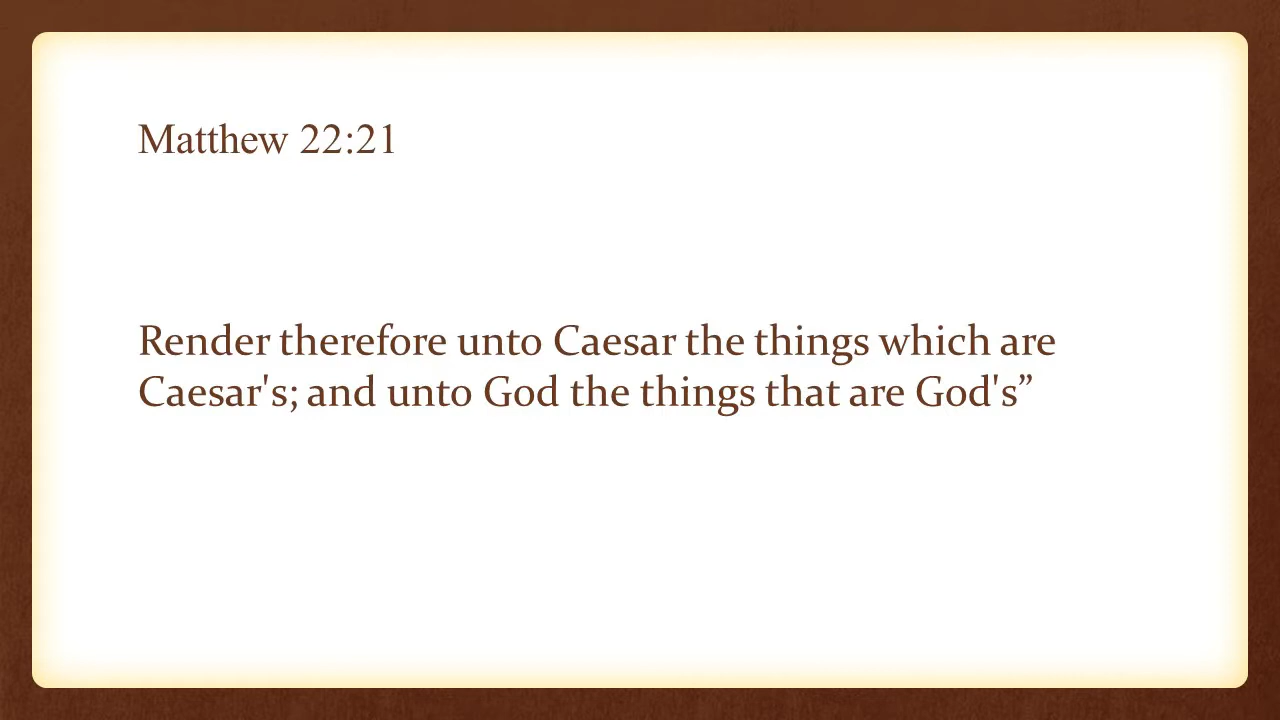 Matthew 22:21
Render therefore unto Caesar the things which are
Caesar's; and unto God the things that are God's”